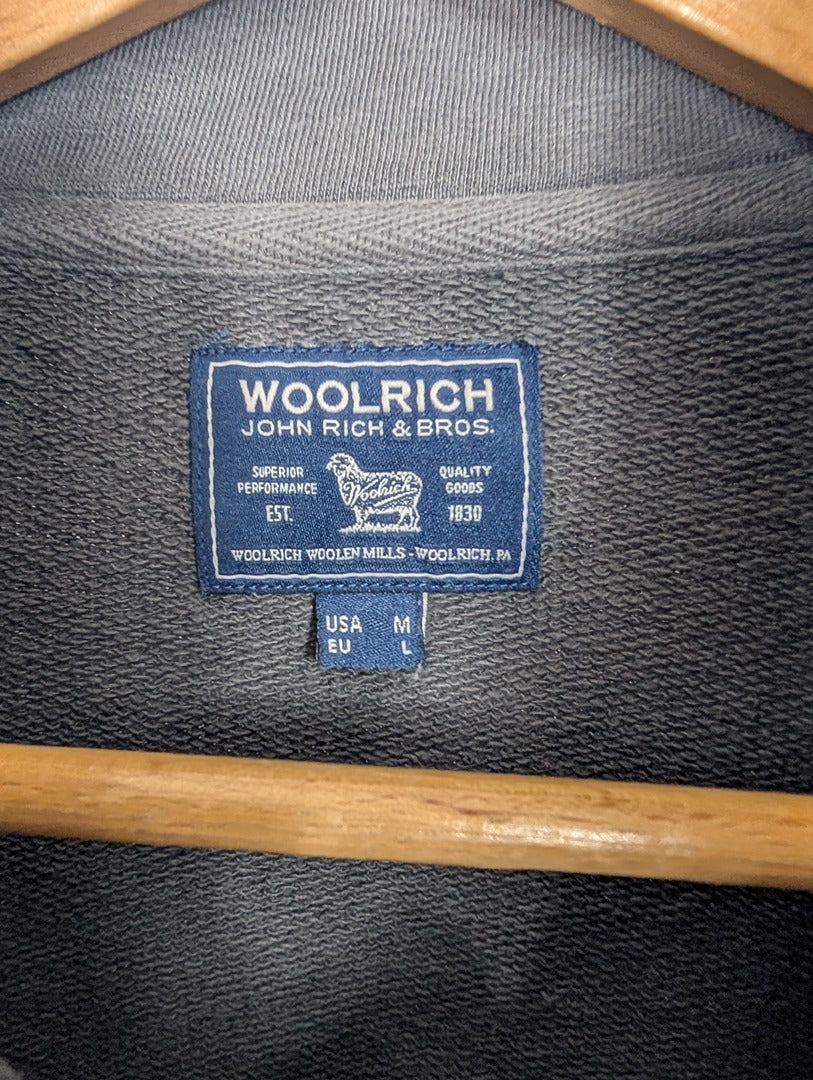 WOOLRICH
JOHN RICH & BROS.
SUPERIOR PERFORMANCE
Woolrich
QUALITY GOODS
EST. 1830
WOOLRICH WOOLEN MILLS - WOOLRICH, PA
USA M
EU L